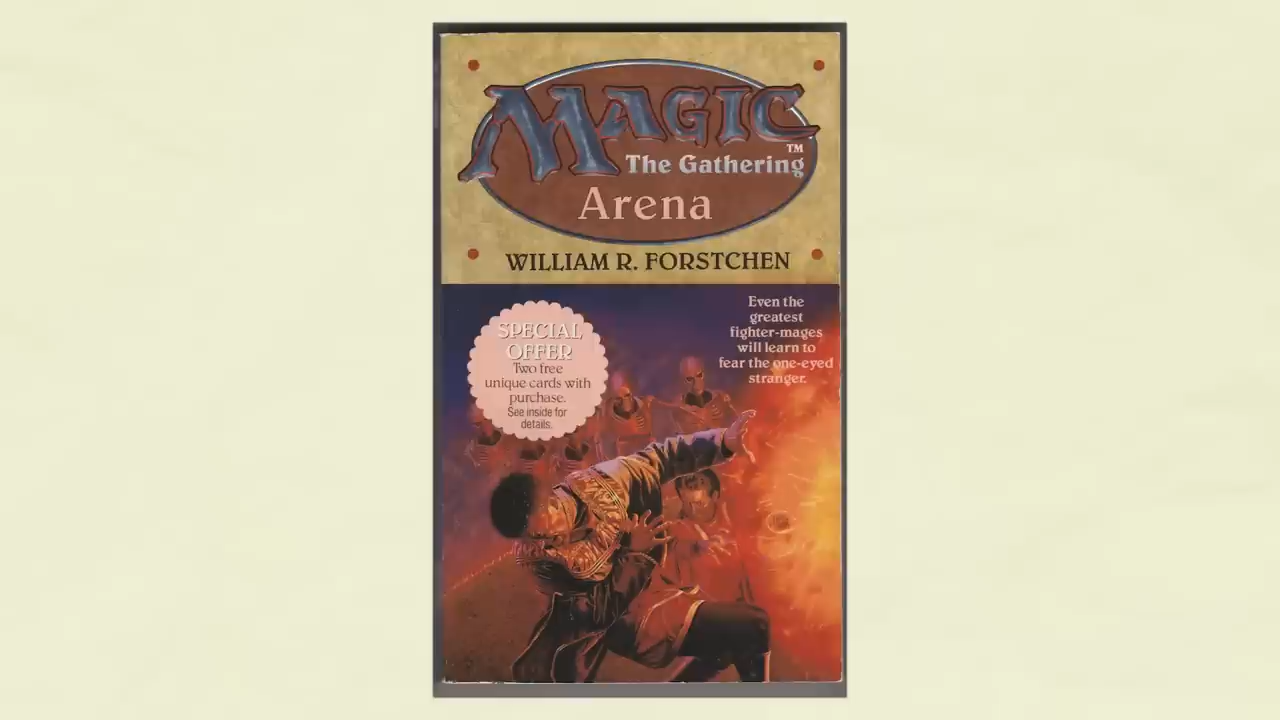 MAGIC
TM
The Gathering
Arena
WILLIAM R. FORSTCHEN
SPECIAL
OFFER
Two free
unique cards with
purchase.
See inside for
details.
Even the
greatest
fighter-mages
will learn to
fear the one-eyed
stranger.